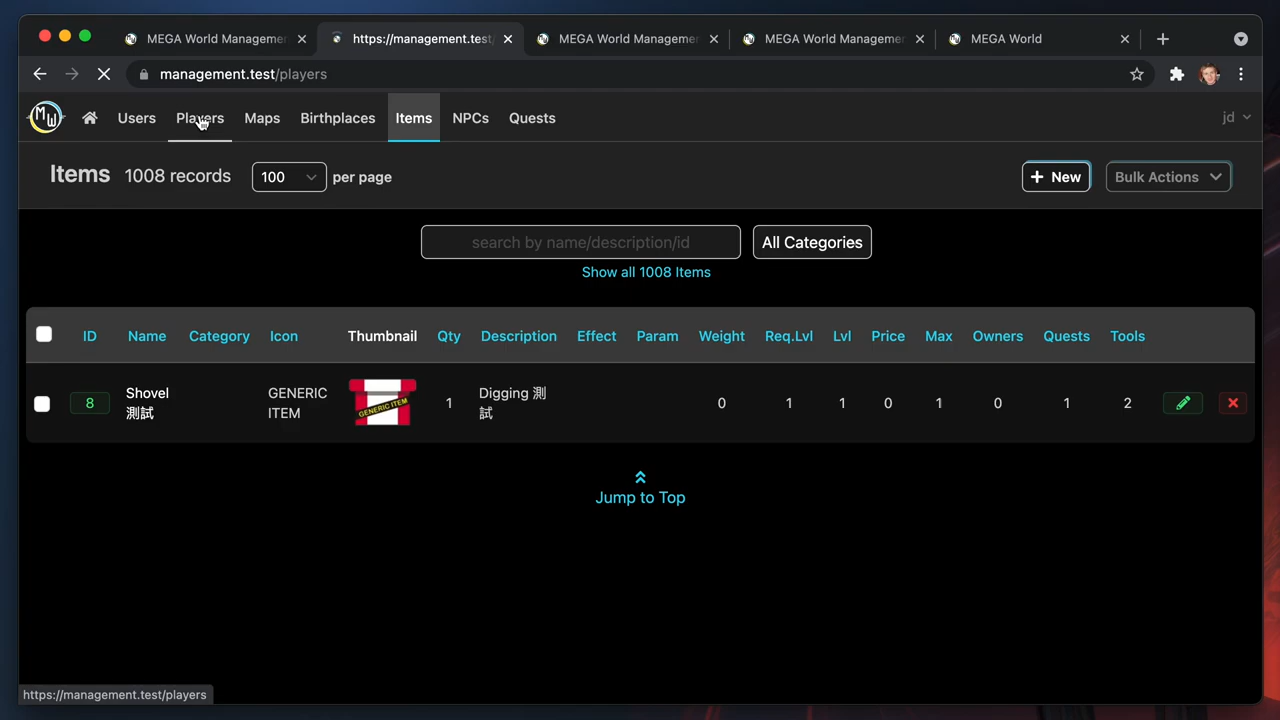 MEGA World Managemen
https://management.test/
MEGA World Managemen
MEGA World Managemen
MEGA World
management.test/players
MW
Users
Players
Maps
Birthplaces
Items
NPCs
Quests
jd
Items
1008 records
100
per page
+ New
Bulk Actions
search by name/description/id
All Categories
Show all 1008 Items
ID
Name
Category
Icon
Thumbnail
Qty
Description
Effect
Param
Weight
Req.Lvl
Lvl
Price
Max
Owners
Quests
Tools
8
Shovel
測試
GENERIC
ITEM
GENERIC ITEM
1
Digging 測
試
0
1
1
0
1
0
1
2
Jump to Top
https://management.test/players